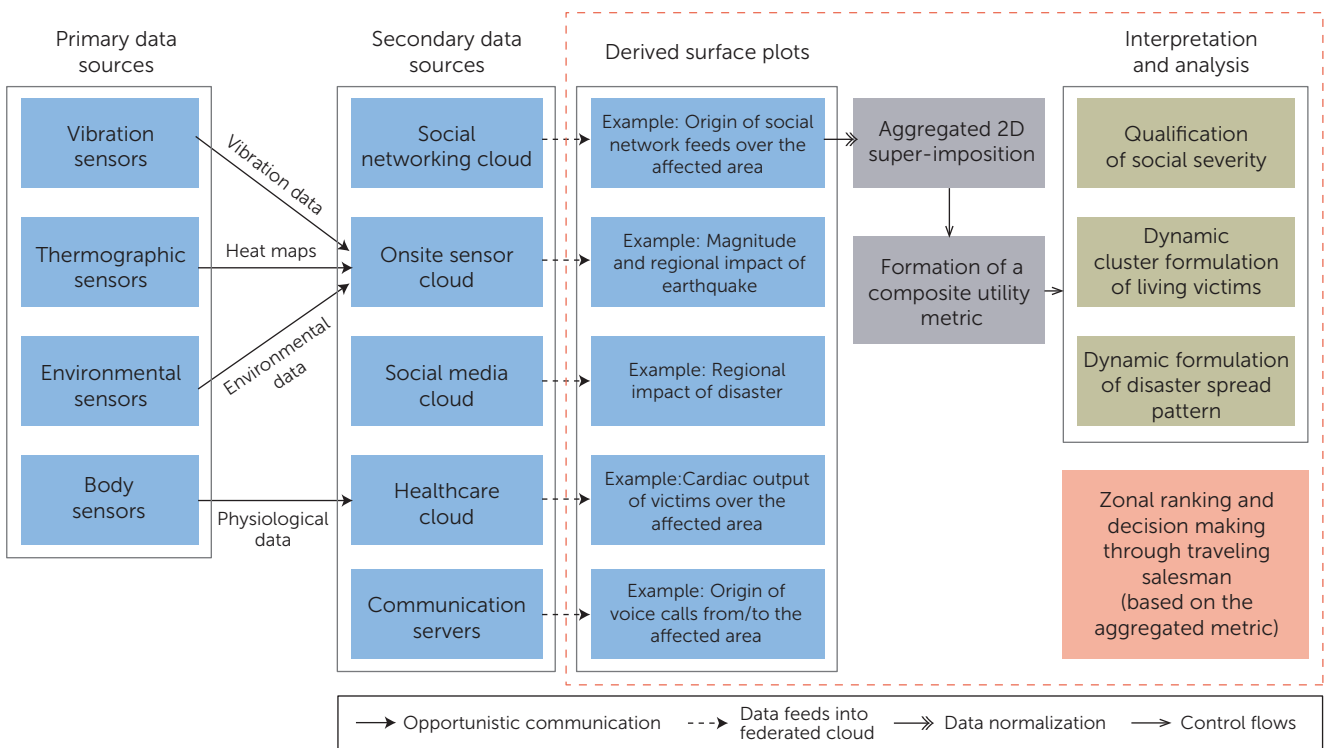 Primary data
sources
Vibration
sensors
Thermographic
sensors
Environmental
sensors
Body
sensors
Vibration data
Heat maps
Environmental
data
Physiological
data
Secondary data
sources
Social
networking cloud
Onsite sensor
cloud
Social media
cloud
Healthcare
cloud
Communication
servers
Derived surface plots
Example: Origin of social
network feeds over the
affected area
Example: Magnitude
and regional impact of
earthquake
Example: Regional
impact of disaster
Example:Cardiac output
of victims over the
affected area
Example: Origin of
voice calls from/to the
affected area
Aggregated 2D
super-imposition
Formation of a
composite utility
metric
Interpretation
and analysis
Qualification
of social severity
Dynamic
cluster formulation
of living victims
Dynamic formulation
of disaster spread
pattern
Zonal ranking and
decision making
through traveling
salesman
(based on the
aggregated metric)
Opportunistic communication
Data feeds into
federated cloud
Data normalization
Control flows